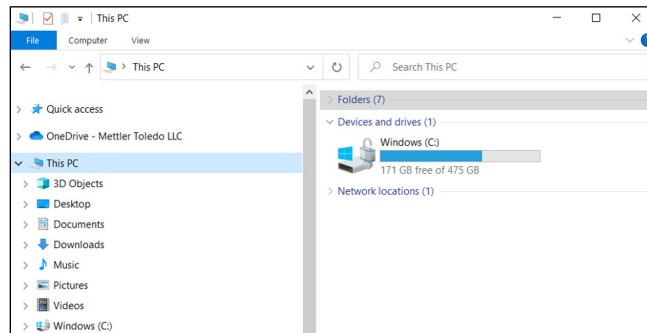 This PC
File Computer View
This PC
Search This PC
Quick access
OneDrive - Mettler Toledo LLC
This PC
3D Objects
Desktop
Documents
Downloads
Music
Pictures
Videos
Windows (C:)
Folders (7)
Devices and drives (1)
Windows (C:)
171 GB free of 475 GB
Network locations (1)